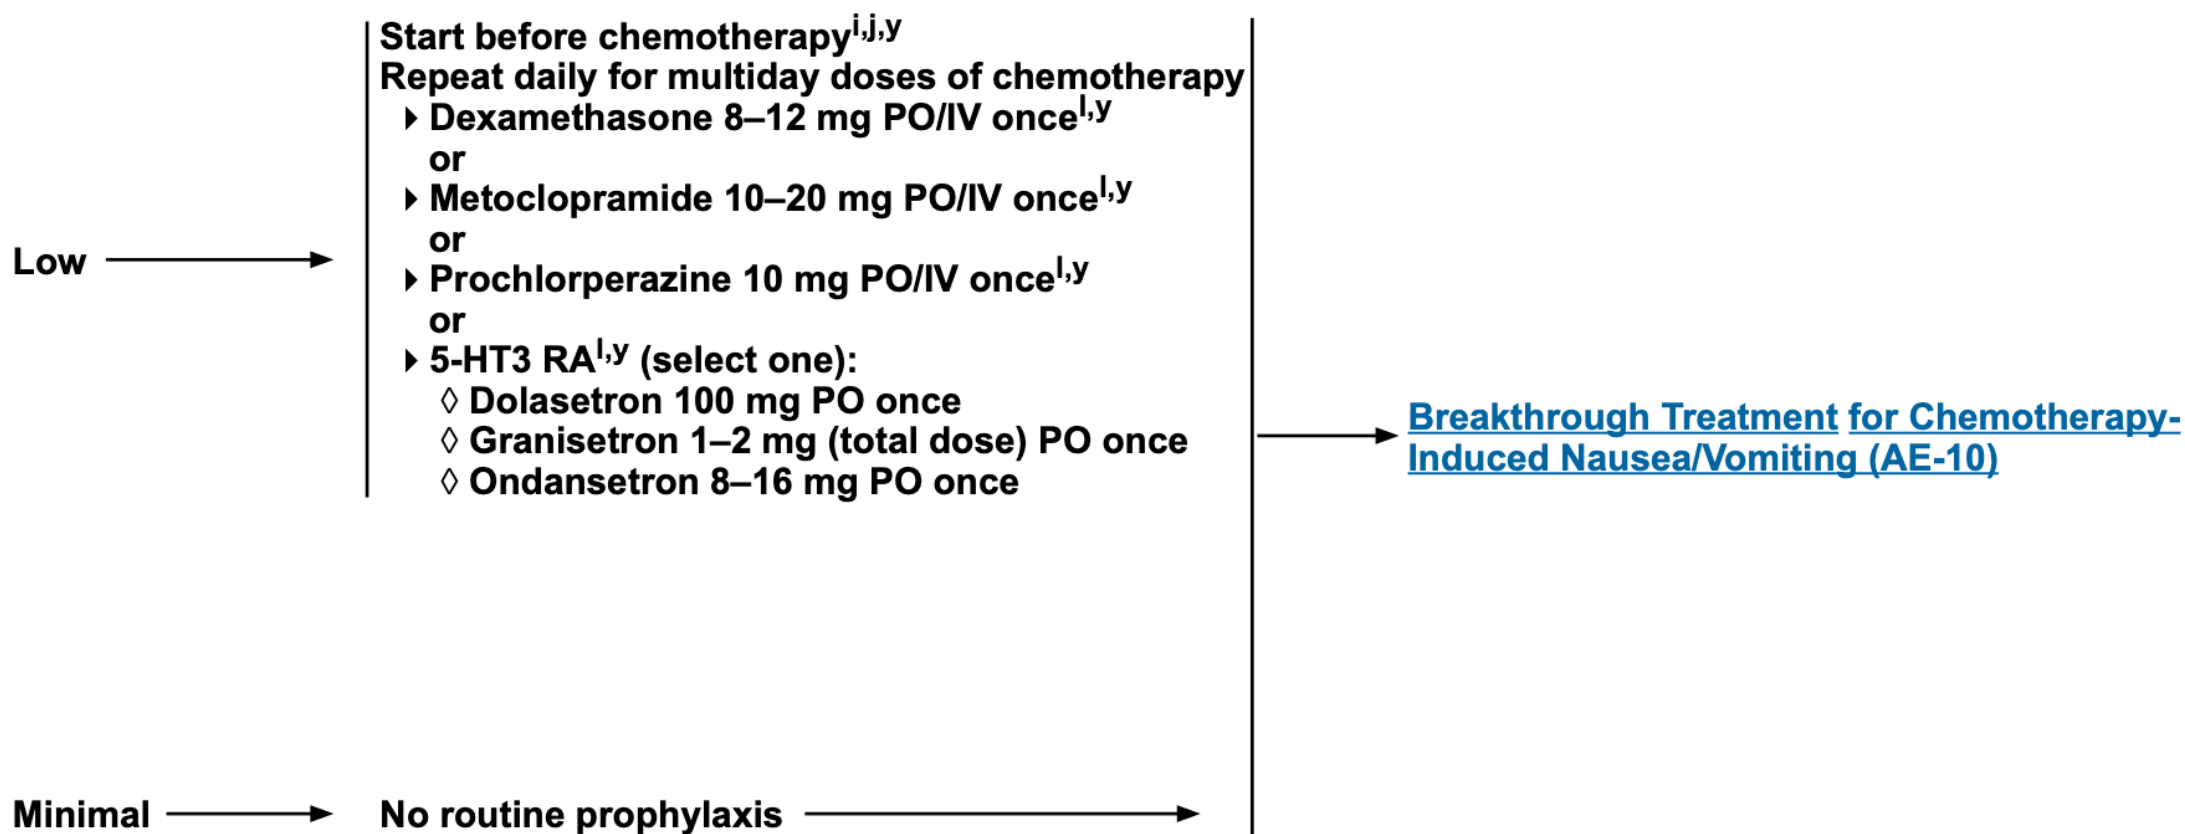 Start before chemotherapyi,j,y
Repeat daily for multiday doses of chemotherapy
▸ Dexamethasone 8–12 mg PO/IV oncel,y
or
▸ Metoclopramide 10–20 mg PO/IV oncel,y
or
Low
▸ Prochlorperazine 10 mg PO/IV oncel,y
or
▸ 5-HT3 RAl,y (select one):
◊ Dolasetron 100 mg PO once
◊ Granisetron 1–2 mg (total dose) PO once
◊ Ondansetron 8–16 mg PO once
Breakthrough Treatment for Chemotherapy-
Induced Nausea/Vomiting (AE-10)
Minimal
No routine prophylaxis